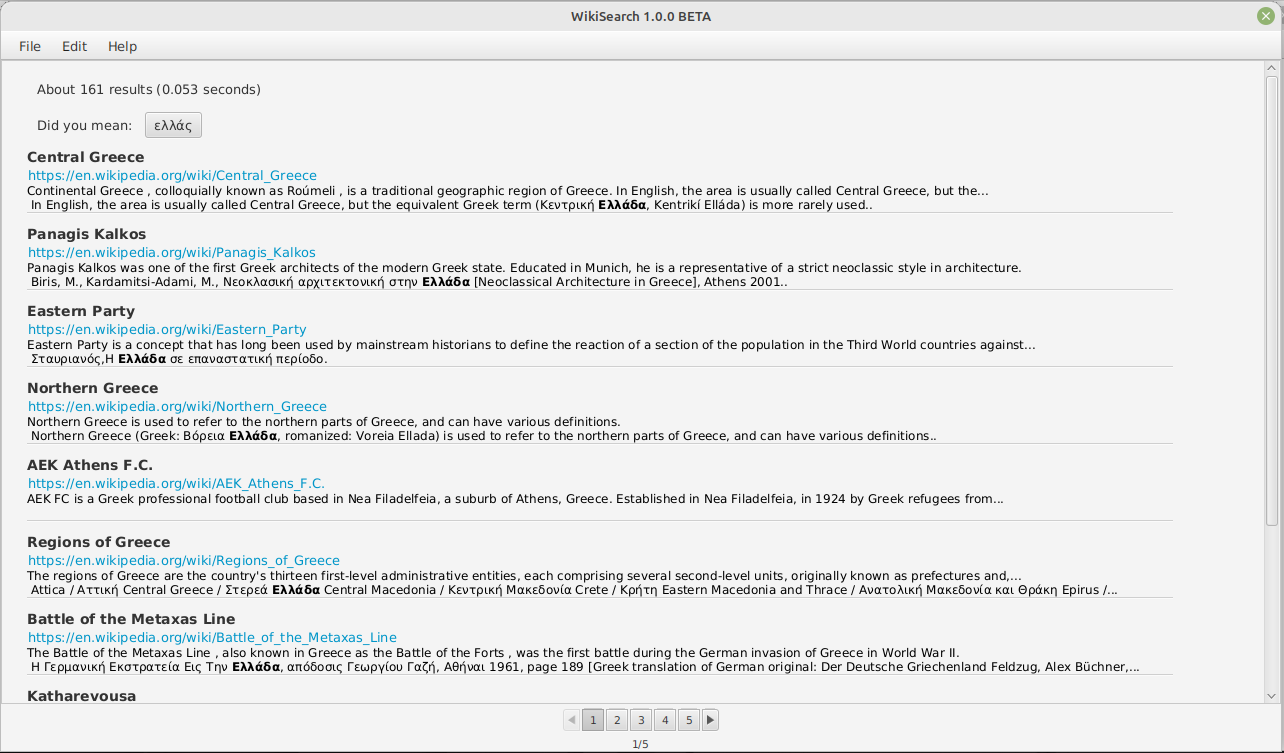 WikiSearch 1.0.0 BETA
File Edit Help
About 161 results (0.053 seconds)
Did you mean: ελλάς
Central Greece
https://en.wikipedia.org/wiki/Central_Greece
Continental Greece , colloquially known as Roúmeli , is a traditional geographic region of Greece. In English, the area is usually called Central Greece, but the...
In English, the area is usually called Central Greece, but the equivalent Greek term (Κεντρική Ελλάδα, Kentrikí Elláda) is more rarely used..
Panagis Kalkos
https://en.wikipedia.org/wiki/Panagis_Kalkos
Panagis Kalkos was one of the first Greek architects of the modern Greek state. Educated in Munich, he is a representative of a strict neoclassic style in architecture.
Biris, M., Kardamitsi-Adami, M., Νεοκλασική αρχιτεκτονική στην Ελλάδα [Neoclassical Architecture in Greece], Athens 2001..
Eastern Party
https://en.wikipedia.org/wiki/Eastern_Party
Eastern Party is a concept that has long been used by mainstream historians to define the reaction of a section of the population in the Third World countries against...
Σταυριανός,Η Ελλάδα σε επαναστατική περίοδο.
Northern Greece
https://en.wikipedia.org/wiki/Northern_Greece
Northern Greece is used to refer to the northern parts of Greece, and can have various definitions.
Northern Greece (Greek: Βόρεια Ελλάδα, romanized: Voreia Ellada) is used to refer to the northern parts of Greece, and can have various definitions..
AEK Athens F.C.
https://en.wikipedia.org/wiki/AEK_Athens_F.C.
AEK FC is a Greek professional football club based in Nea Filadelfeia, a suburb of Athens, Greece. Established in Nea Filadelfeia, in 1924 by Greek refugees from...
Regions of Greece
https://en.wikipedia.org/wiki/Regions_of_Greece
The regions of Greece are the country's thirteen first-level administrative entities, each comprising several second-level units, originally known as prefectures and,...
Attica / Αττική Central Greece / Στερεά Ελλάδα Central Macedonia / Κεντρική Μακεδονία Crete / Κρήτη Eastern Macedonia and Thrace / Ανατολική Μακεδονία και Θράκη Epirus /...
Battle of the Metaxas Line
https://en.wikipedia.org/wiki/Battle_of_the_Metaxas_Line
The Battle of the Metaxas Line , also known in Greece as the Battle of the Forts , was the first battle during the German invasion of Greece in World War II.
Η Γερμανική Εκστρατεία Εις Την Ελλάδα, απόδοσις Γεωργίου Γαζή, Αθήναι 1961, page 189 [Greek translation of German original: Der Deutsche Griechenland Feldzug, Alex Büchner,...
Katharevousa
1 2 3 4 5
1/5